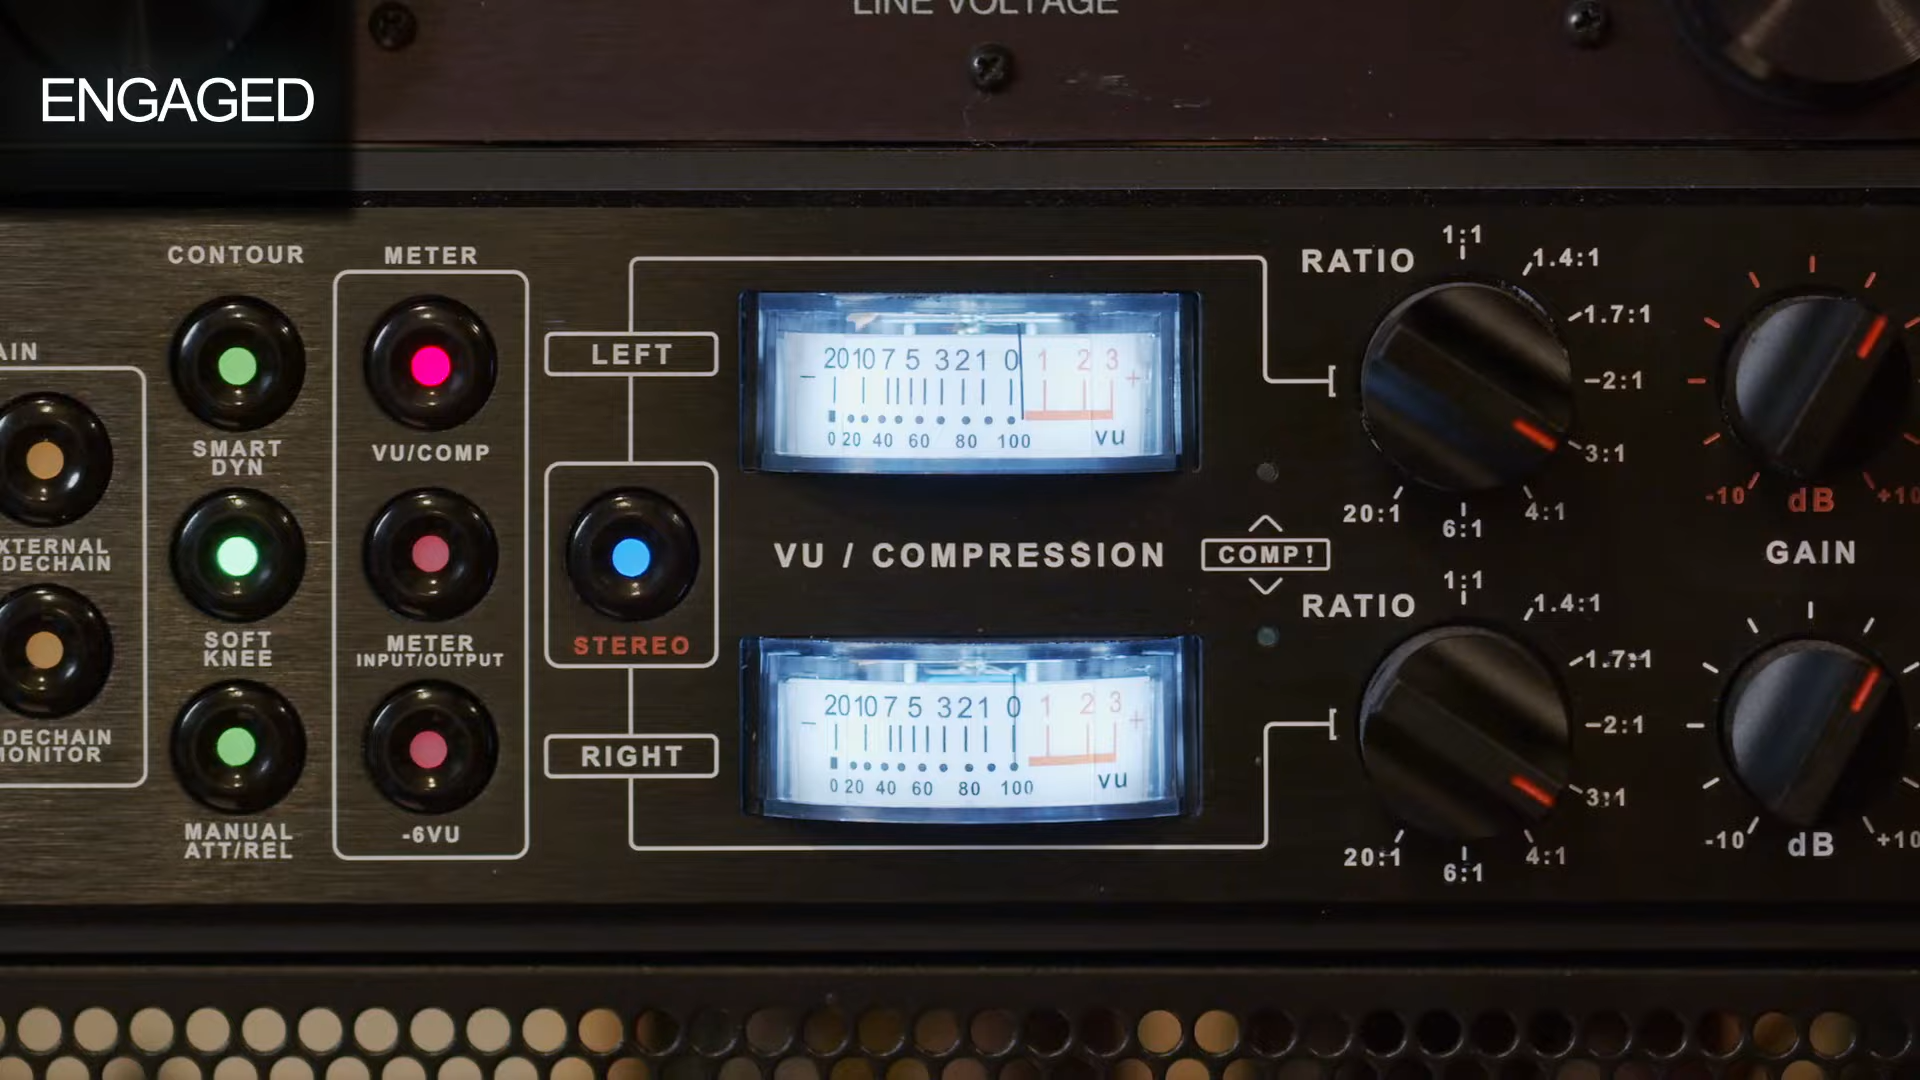 LINE VOLTAGE
ENGAGED
CONTOUR
METER
SMART
DYN
VU/COMP
SOFT
KNEE
METER
INPUT/OUTPUT
MANUAL
ATT/REL
-6VU
AIN
XTERNAL
DECHAIN
DECHAIN
ONITOR
LEFT
STEREO
RIGHT
- 20 10 7 5 3 2 1 0 1 2 3 +
0 20 40 60 80 100 VU
VU / COMPRESSION
COMP!
- 20 10 7 5 3 2 1 0 1 2 3 +
0 20 40 60 80 100 VU
RATIO
1:1
1.4:1
1.7:1
2:1
3:1
4:1
6:1
20:1
-10 dB +10
GAIN
RATIO
1:1
1.4:1
1.7:1
2:1
3:1
4:1
6:1
20:1
-10 dB +10